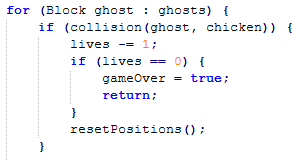 for (Block ghost : ghosts) {
    if (collision(ghost, chicken)) {
        lives -= 1;
        if (lives == 0) {
            gameOver = true;
            return;
        }
        resetPositions();
    }